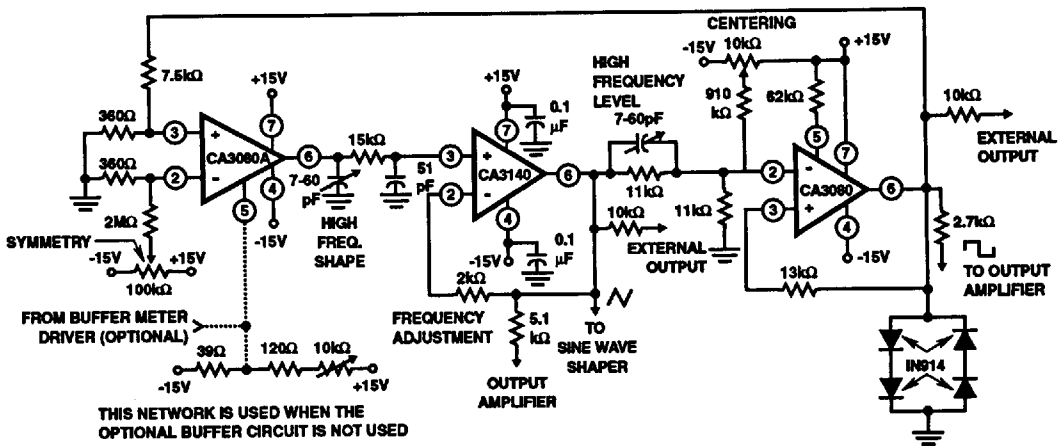 CENTERING
-15V
10kΩ
+15V
7.5kΩ
+15V
0.1
μF
HIGH
FREQUENCY
LEVEL
7-60pF
910
kΩ
62kΩ
10kΩ
EXTERNAL
OUTPUT
360Ω
3
+
7
CA3080A
6
15kΩ
3
+
7
CA3140
6
11kΩ
5
7
2
-
CA3080
6
360Ω
2
-
4
5
7-60
pF
51
pF
2
-
4
3
+
4
-15V
HIGH
FREQ.
SHAPE
0.1
μF
-15V
10kΩ
EXTERNAL
OUTPUT
11kΩ
-15V
2.7kΩ
TO OUTPUT
AMPLIFIER
2MΩ
SYMMETRY
-15V
+15V
100kΩ
2kΩ
13kΩ
FROM BUFFER METER
DRIVER (OPTIONAL)
FREQUENCY
ADJUSTMENT
5.1
kΩ
TO
SINE WAVE
SHAPER
OUTPUT
AMPLIFIER
39Ω
120Ω
10kΩ
-15V
+15V
IN914
THIS NETWORK IS USED WHEN THE
OPTIONAL BUFFER CIRCUIT IS NOT USED